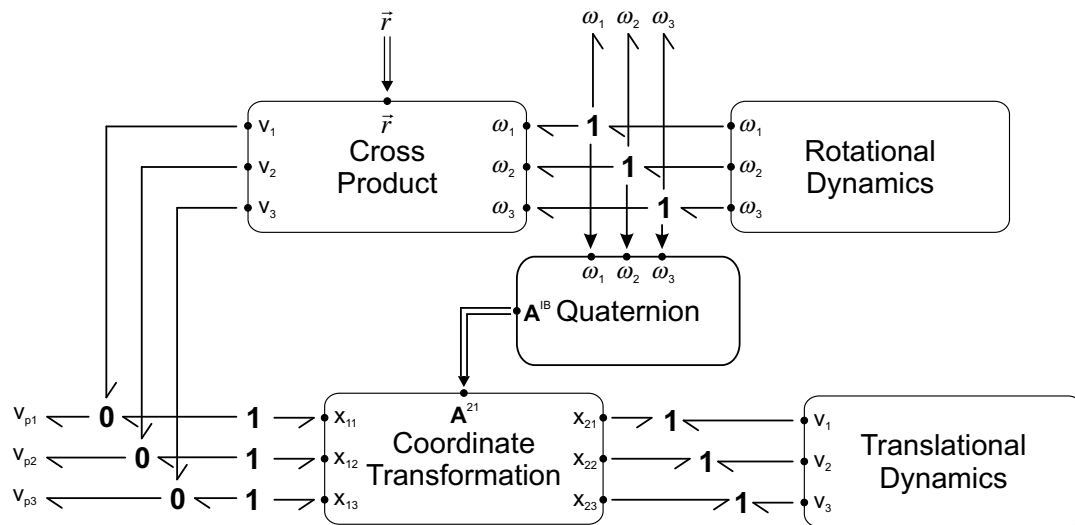 r⃗ ω₁ ω₂ ω₃
r⃗
v₁ ω₁ 1 ω₁
Cross Product
v₂ ω₂ 1 ω₂
Rotational Dynamics
v₃ ω₃ 1 ω₃
ω₁ ω₂ ω₃
Aᴵᴮ Quaternion
A²¹
vₚ₁ 0 1 x₁₁ x₂₁ 1 v₁
Coordinate
Transformation
vₚ₂ 0 1 x₁₂ x₂₂ 1 v₂
Translational
Dynamics
vₚ₃ 0 1 x₁₃ x₂₃ 1 v₃